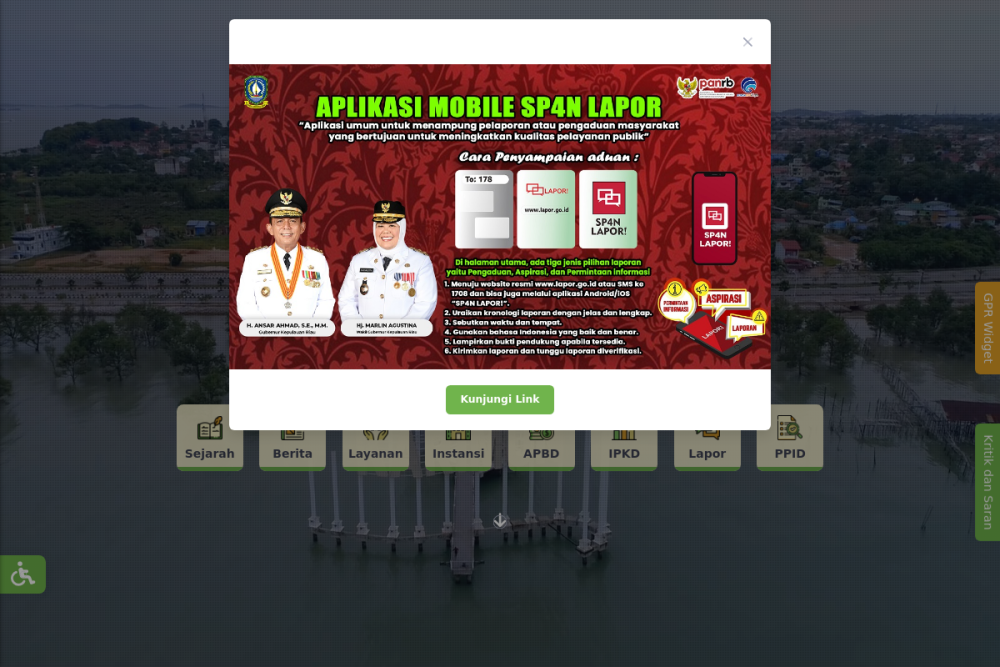 panrb
APLIKASI MOBILE SP4N LAPOR
“Aplikasi umum untuk menampung pelaporan atau pengaduan masyarakat
yang bertujuan untuk meningkatkan kualitas pelayanan publik”
Cara Penyampaian aduan :
To: 178
LAPOR!
www.lapor.go.id
SP4N
LAPOR!
SP4N
LAPOR!
Di halaman utama, ada tiga jenis pilihan laporan
yaitu Pengaduan, Aspirasi, dan Permintaan Informasi
1. Menuju website resmi www.lapor.go.id atau SMS ke
1708 dan bisa juga melalui aplikasi Android/iOS
“SP4N LAPOR!”.
2. Uraikan kronologi laporan dengan jelas dan lengkap.
3. Sebutkan waktu dan tempat.
4. Gunakan bahasa Indonesia yang baik dan benar.
5. Lampirkan bukti pendukung apabila tersedia.
6. Kirimkan laporan dan tunggu laporan diverifikasi.
H. ANSAR AHMAD, S.E., M.M.
Gubernur Kepulauan Riau
Hj. MARLIN AGUSTINA
Wakil Gubernur Kepulauan Riau
PERMINTAAN
INFORMASI
ASPIRASI
LAPORAN
LAPOR!
Kunjungi Link
Sejarah
Berita
Layanan
Instansi
APBD
IPKD
Lapor
PPID
GPR Widget
Kritik dan Saran